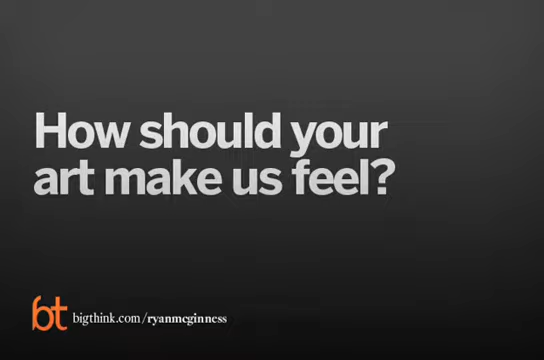 How should your
art make us feel?
bt bigthink.com/ryanmcginness